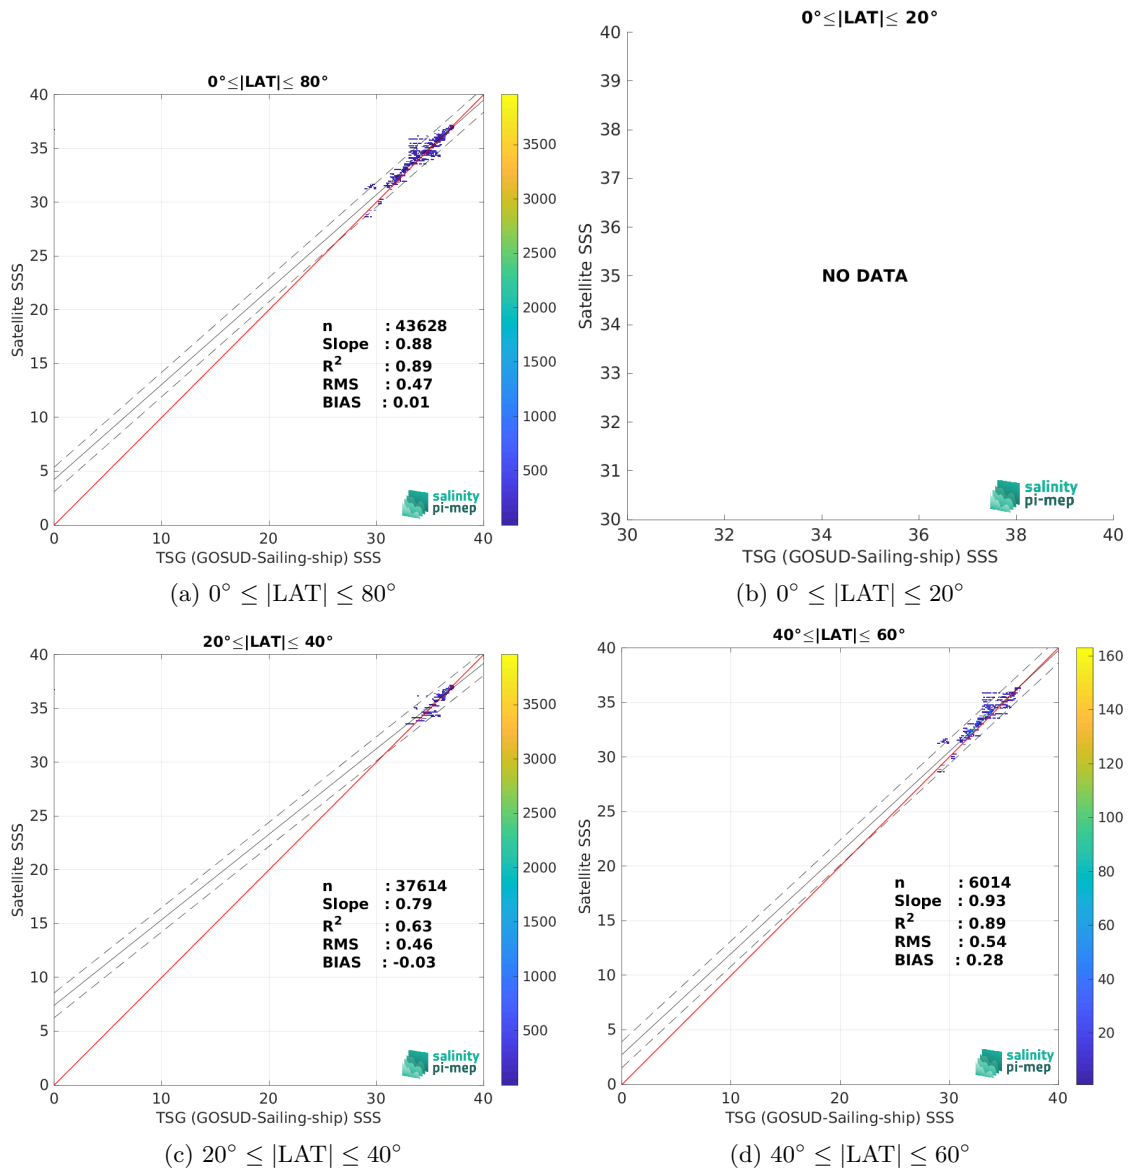 0°≤|LAT|≤ 80°
40
35
30
25
20
15
10
5
0
Satellite SSS
n : 43628
Slope : 0.88
R2 : 0.89
RMS : 0.47
BIAS : 0.01
salinity
pi-mep
0 10 20 30 40
TSG (GOSUD-Sailing-ship) SSS
3500
3000
2500
2000
1500
1000
500
(a) 0° ≤ |LAT| ≤ 80°
0°≤|LAT|≤ 20°
40
39
38
37
36
35
34
33
32
31
30
Satellite SSS
NO DATA
salinity
pi-mep
30 32 34 36 38 40
TSG (GOSUD-Sailing-ship) SSS
(b) 0° ≤ |LAT| ≤ 20°
20°≤|LAT|≤ 40°
40
35
30
25
20
15
10
5
0
Satellite SSS
n : 37614
Slope : 0.79
R2 : 0.63
RMS : 0.46
BIAS : -0.03
salinity
pi-mep
0 10 20 30 40
TSG (GOSUD-Sailing-ship) SSS
3500
3000
2500
2000
1500
1000
500
(c) 20° ≤ |LAT| ≤ 40°
40°≤|LAT|≤ 60°
40
35
30
25
20
15
10
5
0
Satellite SSS
n : 6014
Slope : 0.93
R2 : 0.89
RMS : 0.54
BIAS : 0.28
salinity
pi-mep
0 10 20 30 40
TSG (GOSUD-Sailing-ship) SSS
160
140
120
100
80
60
40
20
(d) 40° ≤ |LAT| ≤ 60°